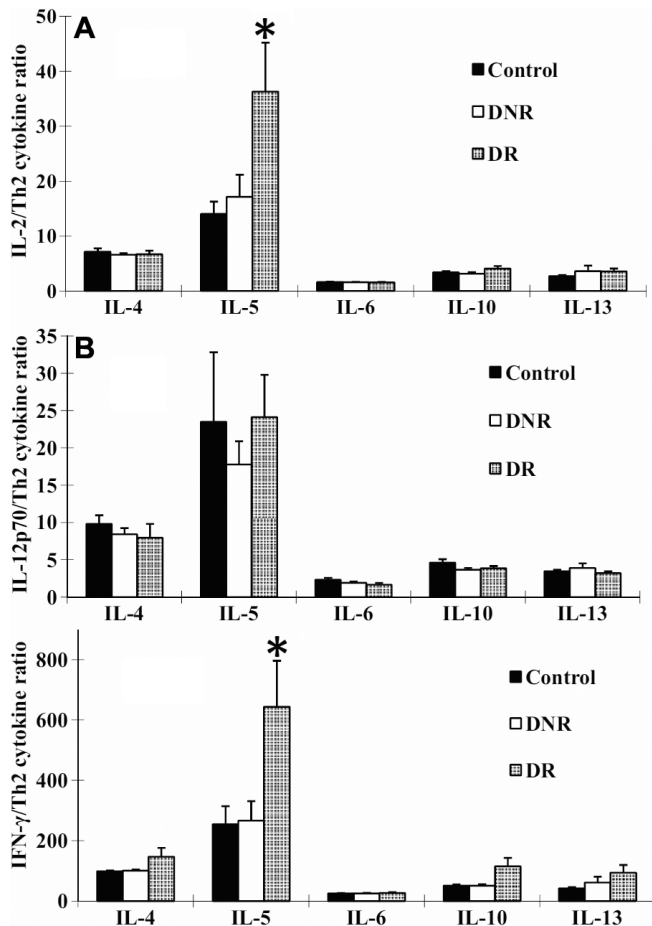 A
IL-2/Th2 cytokine ratio
60
50
40
30
20
10
0
*
Control
DNR
DR
IL-4 IL-5 IL-6 IL-10 IL-13
B
IL-12p70/Th2 cytokine ratio
35
30
25
20
15
10
5
0
Control
DNR
DR
IL-4 IL-5 IL-6 IL-10 IL-13
IFN-γ/Th2 cytokine ratio
800
600
400
200
0
*
Control
DNR
DR
IL-4 IL-5 IL-6 IL-10 IL-13